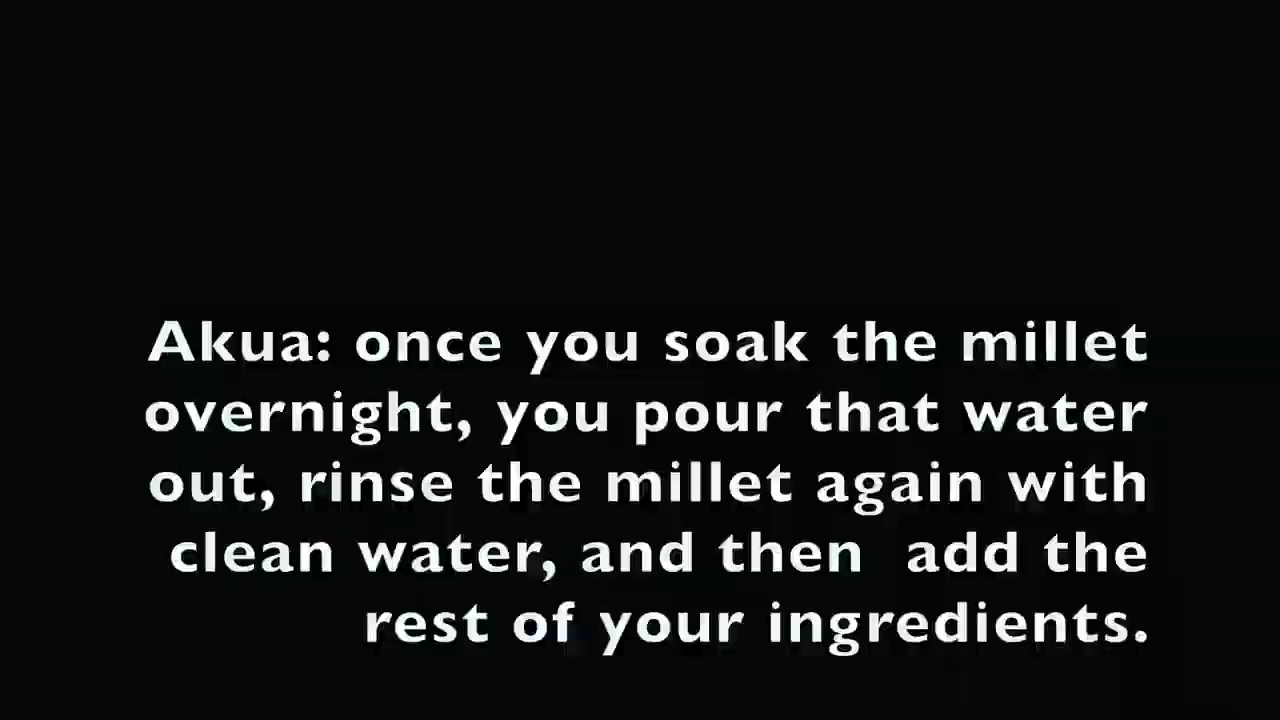 Akua: once you soak the millet
overnight, you pour that water
out, rinse the millet again with
clean water, and then  add the
rest of your ingredients.